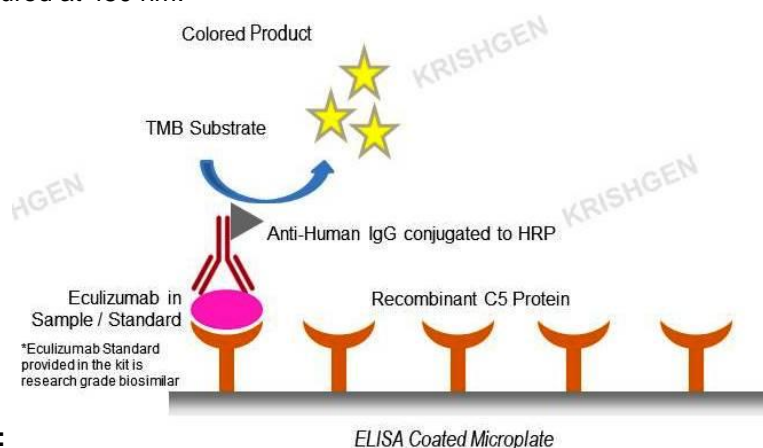 Colored Product
KRISHGEN
TMB Substrate
HGEN
KRISHGEN
Anti-Human IgG conjugated to HRP
Eculizumab in
Sample / Standard
Recombinant C5 Protein
*Eculizumab Standard
provided in the kit is
research grade biosimilar
:
ELISA Coated Microplate